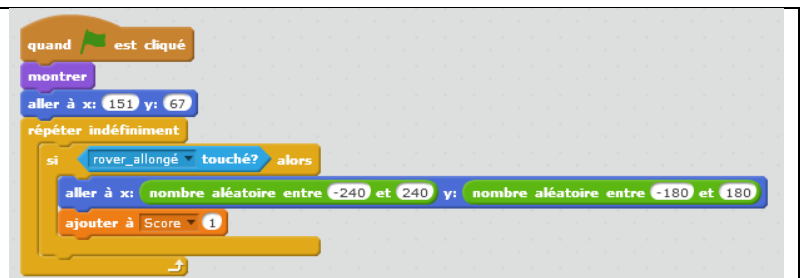 quand est cliqué
montrer
aller à x: 151 y: 67
répéter indéfiniment
si rover_allongé touché? alors
aller à x: nombre aléatoire entre -240 et 240 y: nombre aléatoire entre -180 et 180
ajouter à Score 1